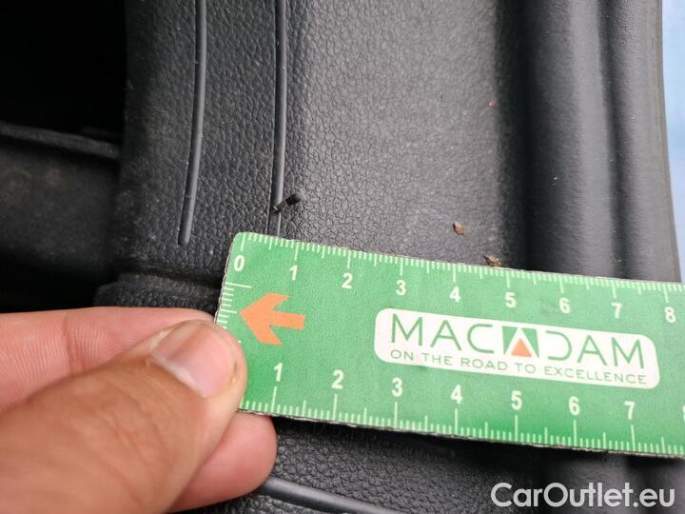 0 1 2 3 4 5 6 7 8
MACADAM
ON THE ROAD TO EXCELLENCE
1 2 3 4 5 6 7
CarOutlet.eu